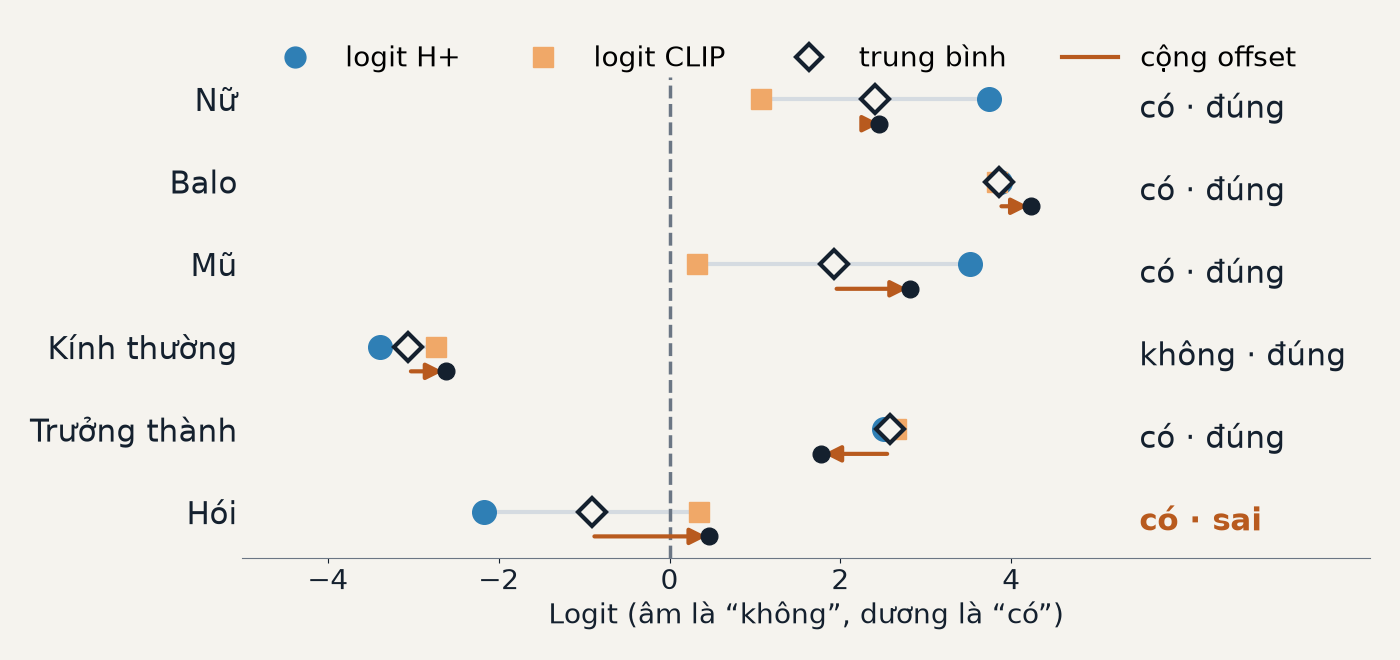 logit H+ logit CLIP trung bình cộng offset
Nữ có · đúng
Balo có · đúng
Mũ có · đúng
Kính thường không · đúng
Trưởng thành có · đúng
Hói có · sai
−4 −2 0 2 4
Logit (âm là “không”, dương là “có”)